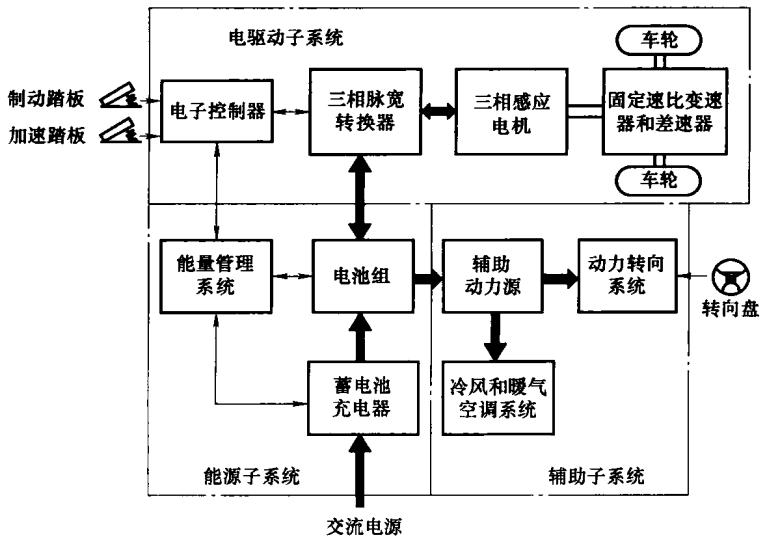 电驱动子系统
车轮
制动踏板
加速踏板
电子控制器
三相脉宽
转换器
三相感应
电机
固定速比变速
器和差速器
车轮
能量管理
系统
电池组
辅助
动力源
动力转向
系统
转向盘
蓄电池
充电器
冷风和暖气
空调系统
能源子系统
辅助子系统
交流电源